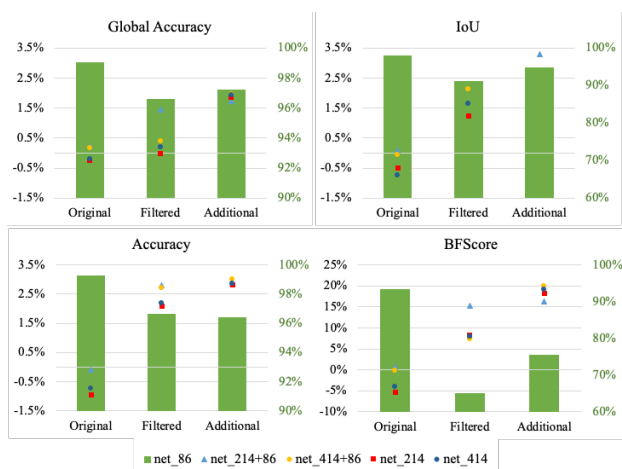 Global Accuracy
3.5% 100%
2.5% 98%
1.5% 96%
0.5% 94%
-0.5% 92%
-1.5% 90%
Original Filtered Additional
IoU
3.5% 100%
2.5% 90%
1.5%
0.5% 80%
-0.5% 70%
-1.5% 60%
Original Filtered Additional
Accuracy
3.5% 100%
2.5% 98%
1.5% 96%
0.5% 94%
-0.5% 92%
-1.5% 90%
Original Filtered Additional
BFScore
25% 100%
20%
15% 90%
10% 80%
5%
0% 70%
-5%
-10% 60%
Original Filtered Additional
net_86 net_214+86 net_414+86 net_214 net_414